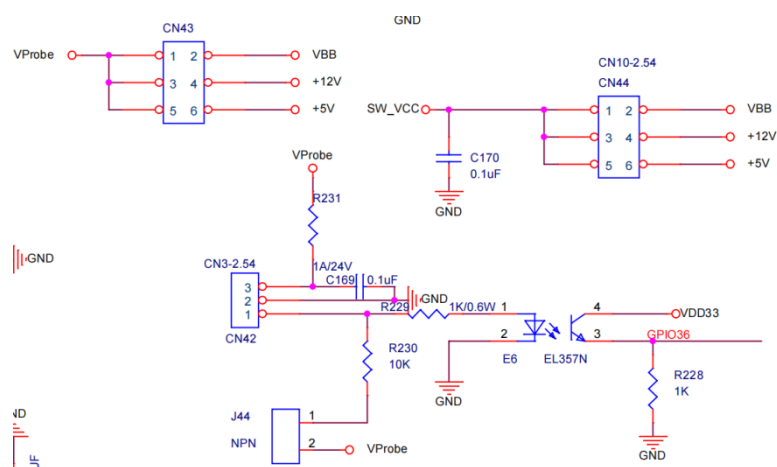 GND
CN43
VProbe
1 2
VBB
3 4
+12V
5 6
+5V
CN10-2.54
CN44
SW_VCC
1 2
VBB
3 4
+12V
5 6
+5V
C170
0.1uF
GND
VProbe
R231
1A/24V
GND
CN3-2.54
C169 0.1uF
3
2
1
CN42
GND
R229
1K/0.6W
1
2
4
3
VDD33
GPIO36
E6
EL357N
R230
10K
GND
R228
1K
GND
J44
NPN
1
2
VProbe
ND
UF